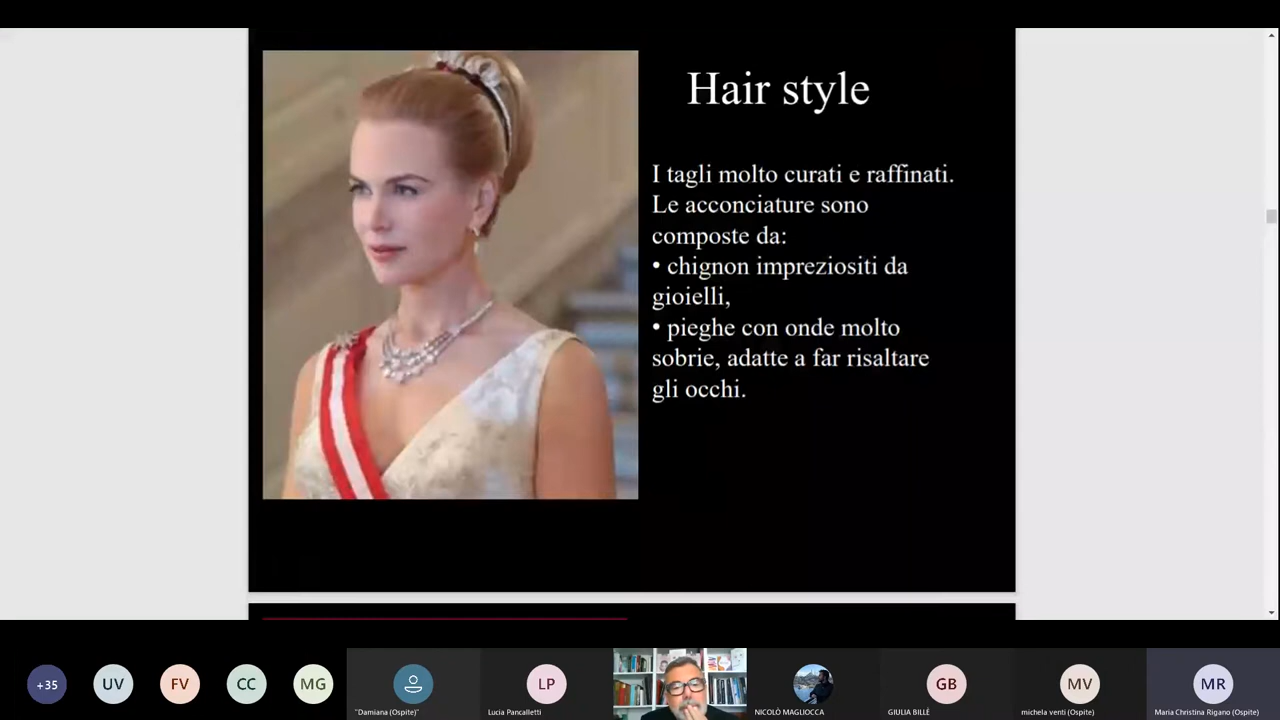 Hair style
I tagli molto curati e raffinati.
Le acconciature sono
composte da:
• chignon impreziositi da
gioielli,
• pieghe con onde molto
sobrie, adatte a far risaltare
gli occhi.
+35
UV
FV
CC
MG
"Damiana (Ospite)"
LP
Lucia Pancalletti
NICOLÒ MAGLIOCCA
GB
GIULIA BILLÈ
MV
michela venti (Ospite)
MR
Maria Christina Rigano (Ospite)